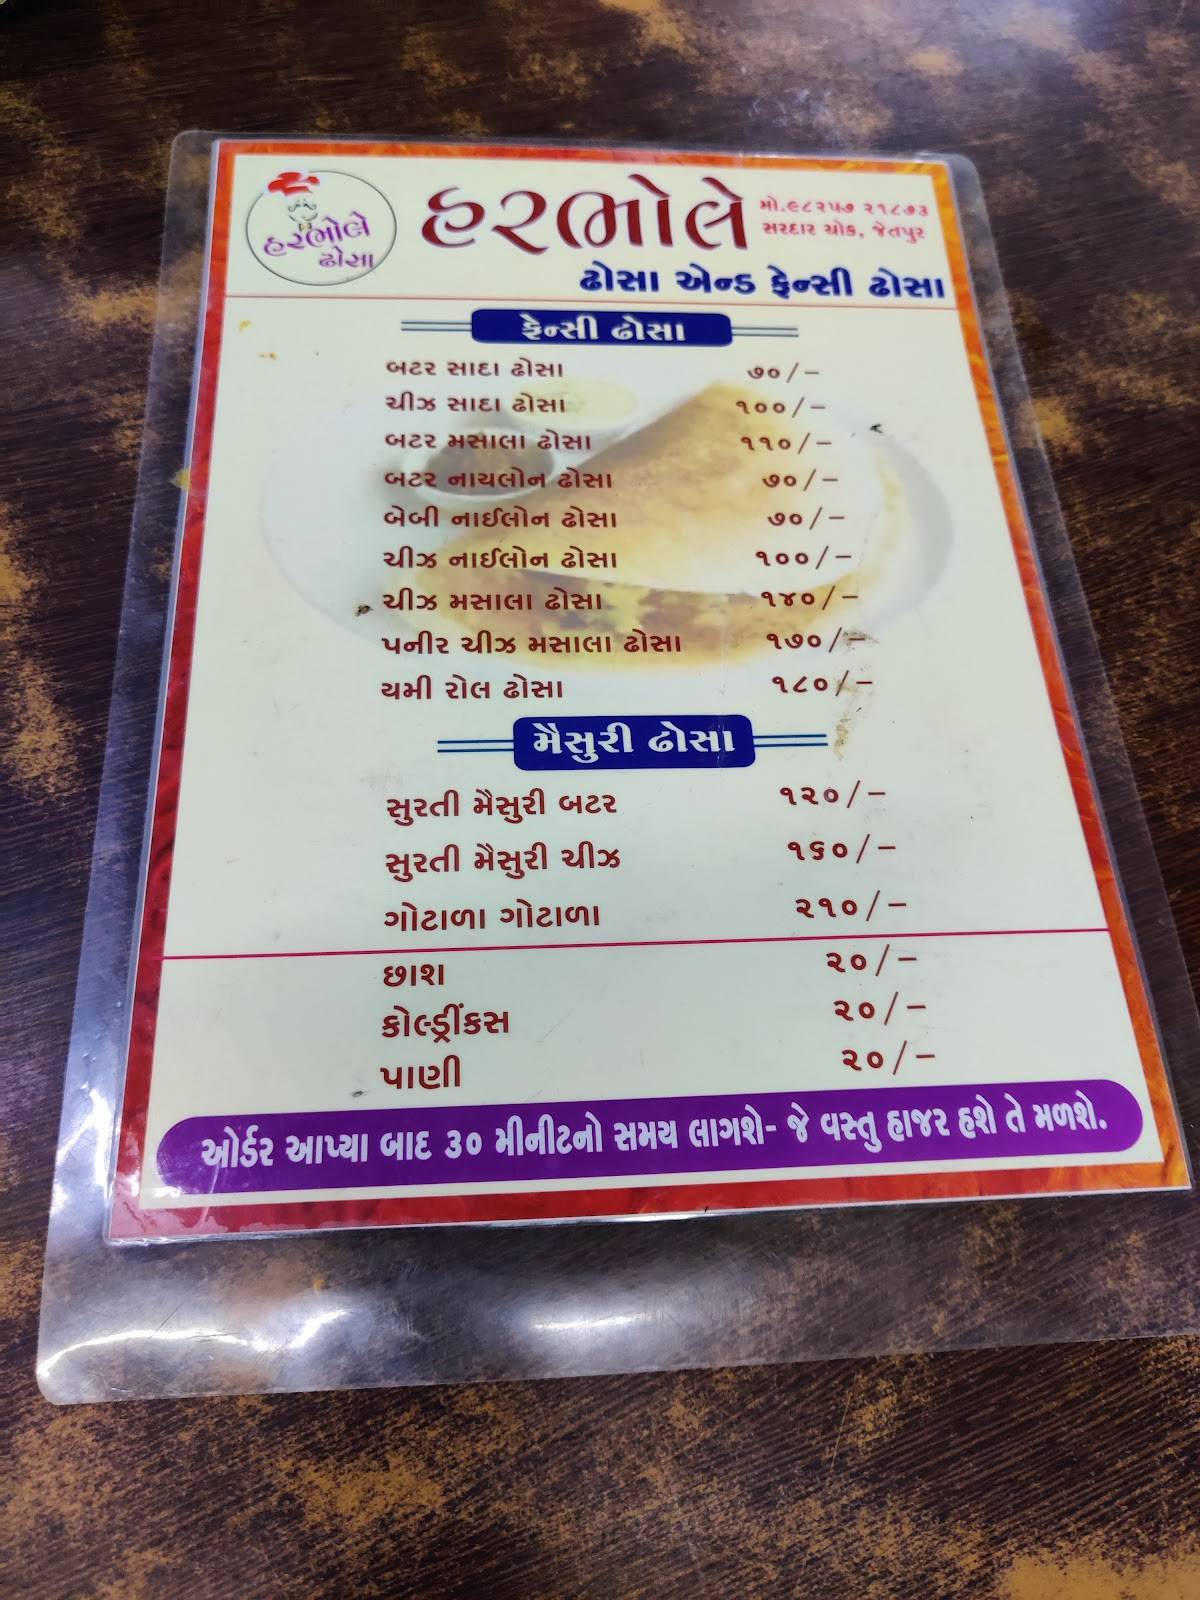 હરભોલે
ઢોસા
હરભોલે
મો.૯૮૨૫૭ ૨૧૮૭૩
સરદાર ચોક, જેતપુર
ઢોસા એન્ડ ફેન્સી ઢોસા
ફેન્સી ઢોસા
બટર સાદા ઢોસા ૭૦/-
ચીઝ સાદા ઢોસા ૧૦૦/-
બટર મસાલા ઢોસા ૧૧૦/-
બટર નાયલોન ઢોસા ૭૦/-
બેબી નાઈલોન ઢોસા ૭૦/-
ચીઝ નાઈલોન ઢોસા ૧૦૦/-
ચીઝ મસાલા ઢોસા ૧૪૦/-
પનીર ચીઝ મસાલા ઢોસા ૧૭૦/-
યમી રોલ ઢોસા ૧૮૦/-
મૈસુરી ઢોસા
સુરતી મૈસુરી બટર ૧૨૦/-
સુરતી મૈસુરી ચીઝ ૧૬૦/-
ગોટાળા ગોટાળા ૨૧૦/-
છાશ ૨૦/-
કોલ્ડ્રીંકસ ૨૦/-
પાણી ૨૦/-
ઓર્ડર આપ્યા બાદ ૩૦ મીનીટનો સમય લાગશે- જે વસ્તુ હાજર હશે તે મળશે.